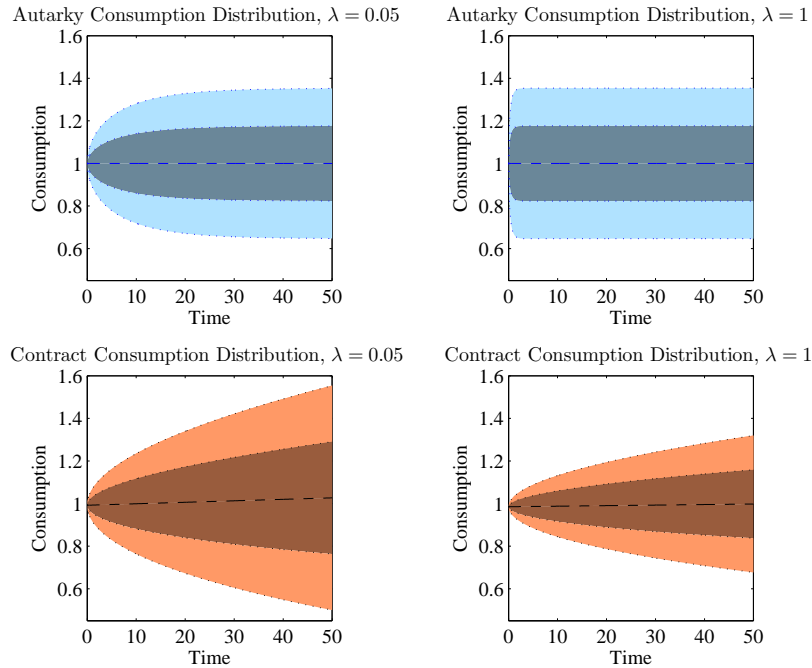 Autarky Consumption Distribution, λ = 0.05
1.6
1.4
1.2
1
0.8
0.6
Consumption
0 10 20 30 40 50
Time
Autarky Consumption Distribution, λ = 1
1.6
1.4
1.2
1
0.8
0.6
Consumption
0 10 20 30 40 50
Time
Contract Consumption Distribution, λ = 0.05
1.6
1.4
1.2
1
0.8
0.6
Consumption
0 10 20 30 40 50
Time
Contract Consumption Distribution, λ = 1
1.6
1.4
1.2
1
0.8
0.6
Consumption
0 10 20 30 40 50
Time